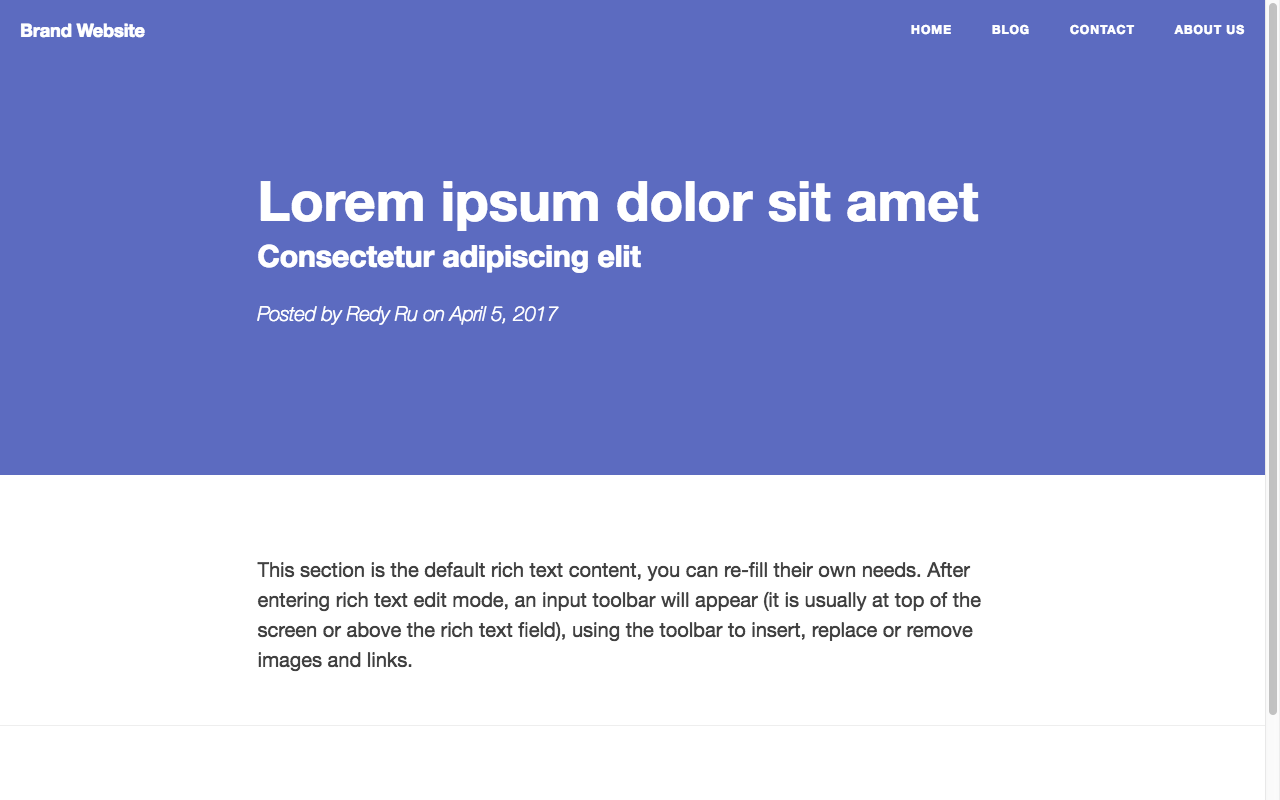 Brand Website
HOME BLOG CONTACT ABOUT US
Lorem ipsum dolor sit amet
Consectetur adipiscing elit
Posted by Redy Ru on April 5, 2017
This section is the default rich text content, you can re-fill their own needs. After
entering rich text edit mode, an input toolbar will appear (it is usually at top of the
screen or above the rich text field), using the toolbar to insert, replace or remove
images and links.